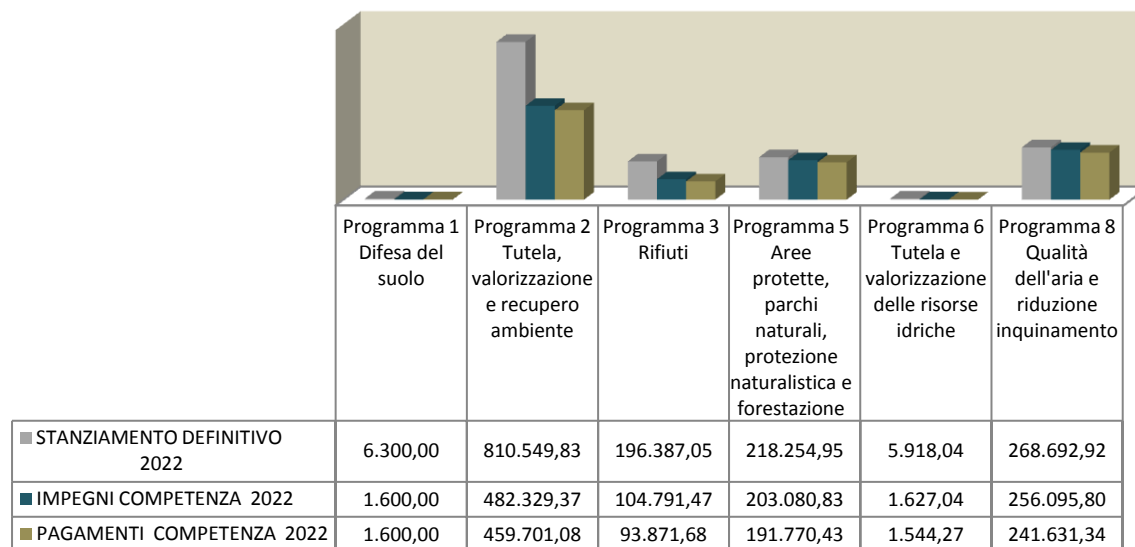 Programma 1
Difesa del
suolo
Programma 2
Tutela,
valorizzazione
e recupero
ambiente
Programma 3
Rifiuti
Programma 5
Aree
protette,
parchi
naturali,
protezione
naturalistica e
forestazione
Programma 6
Tutela e
valorizzazione
delle risorse
idriche
Programma 8
Qualità
dell'aria e
riduzione
inquinamento
STANZIAMENTO DEFINITIVO
2022
6.300,00 810.549,83 196.387,05 218.254,95 5.918,04 268.692,92
IMPEGNI COMPETENZA 2022 1.600,00 482.329,37 104.791,47 203.080,83 1.627,04 256.095,80
PAGAMENTI COMPETENZA 2022 1.600,00 459.701,08 93.871,68 191.770,43 1.544,27 241.631,34